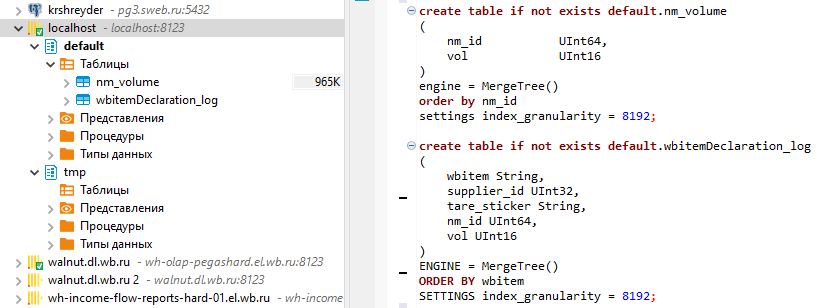 krshreyder - pg3.sweb.ru:5432
localhost - localhost:8123
default
Таблицы
nm_volume 965K
wbitemDeclaration_log
Представления
Процедуры
Типы данных
tmp
Таблицы
Представления
Процедуры
Типы данных
walnut.dl.wb.ru - wh-olap-pegashard.el.wb.ru:8123
walnut.dl.wb.ru 2 - walnut.dl.wb.ru:8123
wh-income-flow-reports-hard-01.el.wb.ru - wh-income
create table if not exists default.nm_volume
(
nm_id UInt64,
vol UInt16
)
engine = MergeTree()
order by nm_id
settings index_granularity = 8192;
create table if not exists default.wbitemDeclaration_log
(
wbitem String,
supplier_id UInt32,
tare_sticker String,
nm_id UInt64,
vol UInt16
)
ENGINE = MergeTree()
ORDER BY wbitem
SETTINGS index_granularity = 8192;